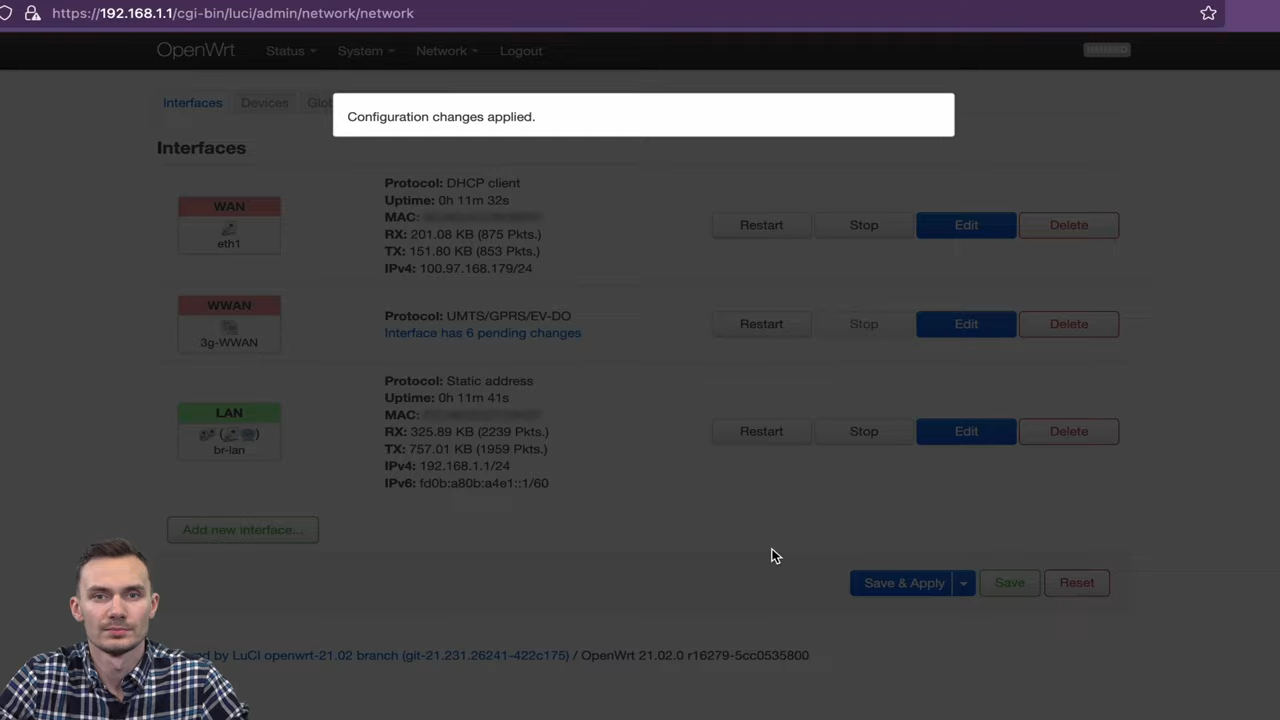 https://192.168.1.1/cgi-bin/luci/admin/network/network
OpenWrt Status System Network Logout
Interfaces Devices
Configuration changes applied.
Interfaces
WAN
eth1
Protocol: DHCP client
Uptime: 0h 11m 32s
MAC:
RX: 201.08 KB (875 Pkts.)
TX: 151.80 KB (853 Pkts.)
IPv4: 100.97.168.179/24
Restart Stop Edit Delete
WWAN
3g-WWAN
Protocol: UMTS/GPRS/EV-DO
Interface has 6 pending changes
Restart Stop Edit Delete
LAN
br-lan
Protocol: Static address
Uptime: 0h 11m 41s
MAC:
RX: 325.89 KB (2239 Pkts.)
TX: 757.01 KB (1959 Pkts.)
IPv4: 192.168.1.1/24
IPv6: fd0b:a80b:a4e1::1/60
Restart Stop Edit Delete
Add new interface...
Save & Apply Save Reset
by LuCI openwrt-21.02 branch (git-21.231.26241-422c175) / OpenWrt 21.02.0 r16279-5cc0535800